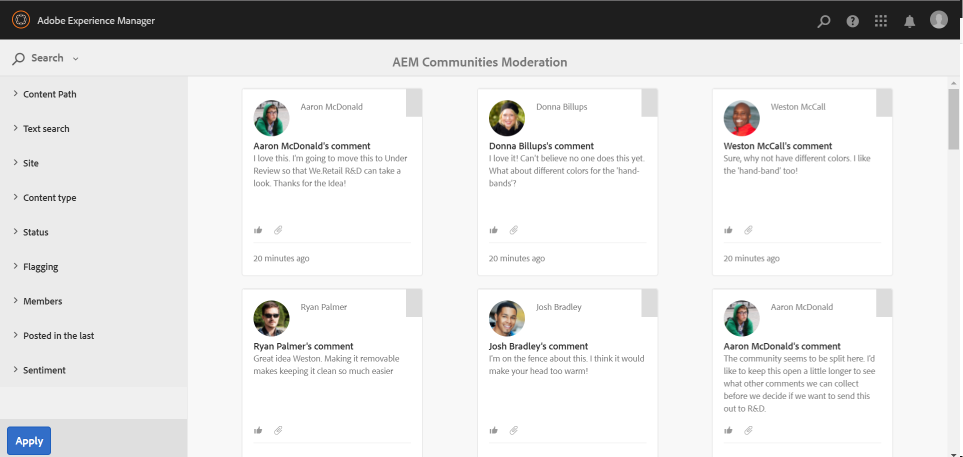 Adobe Experience Manager
Search
AEM Communities Moderation
Content Path
Text search
Site
Content type
Status
Flagging
Members
Posted in the last
Sentiment
Apply
Aaron McDonald
Aaron McDonald's comment
I love this. I'm going to move this to Under
Review so that We.Retail R&D can take a
look. Thanks for the Idea!
20 minutes ago
Donna Billups
Donna Billups's comment
I love it! Can't believe no one does this yet.
What about different colors for the 'hand-
bands'?
20 minutes ago
Weston McCall
Weston McCall's comment
Sure, why not have different colors. I like
the 'hand-band' too!
20 minutes ago
Ryan Palmer
Ryan Palmer's comment
Great idea Weston. Making it removable
makes keeping it clean so much easier
Josh Bradley
Josh Bradley's comment
I'm on the fence about this. I think it would
make your head too warm!
Aaron McDonald
Aaron McDonald's comment
The community seems to be split here. I'd
like to keep this open a little longer to see
what other comments we can collect
before we decide if we want to send this
out to R&D.